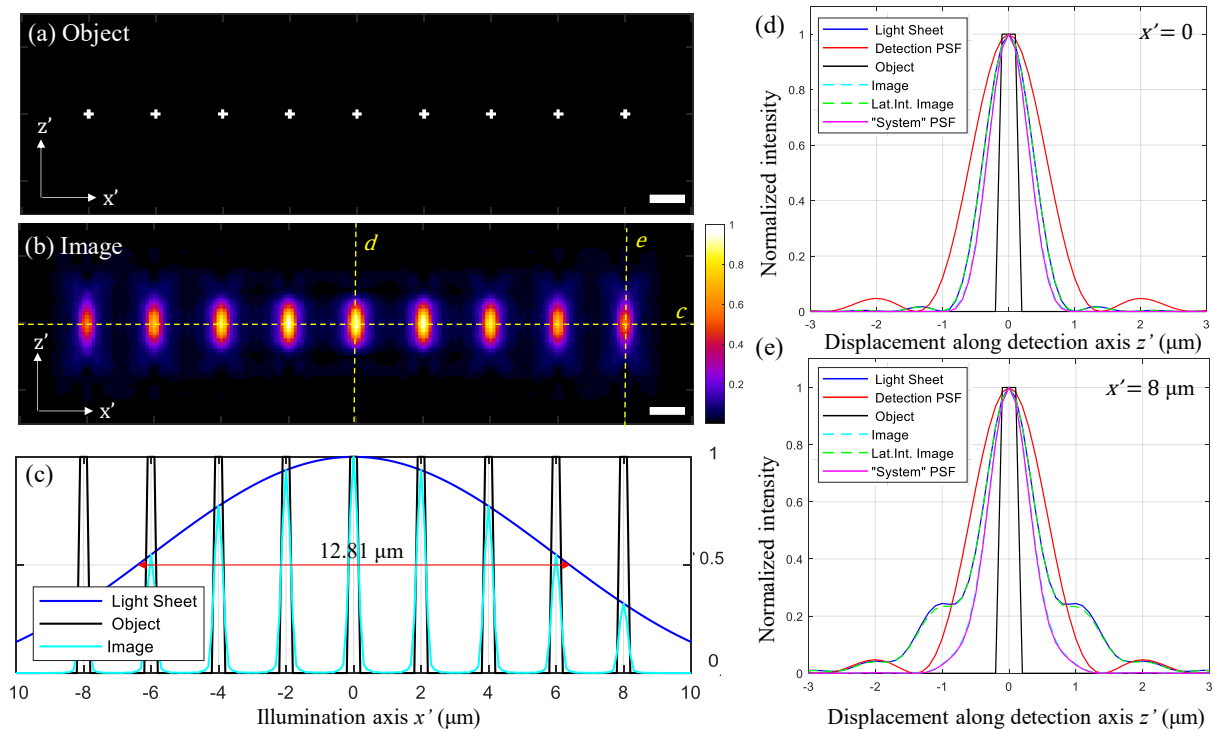 (a) Object
z’
x’
(b) Image
d
e
c
z’
x’
1
0.8
0.6
0.4
0.2
(c)
12.81 μm
Light Sheet
Object
Image
1
0.5
0
10 -8 -6 -4 -2 0 2 4 6 8 10
Illumination axis x’ (μm)
(d)
x’ = 0
Light Sheet
Detection PSF
Object
Image
Lat.Int. Image
"System" PSF
1
0.8
0.6
0.4
0.2
0
-3 -2 -1 0 1 2 3
Normalized intensity
Displacement along detection axis z’ (μm)
(e)
x’ = 8 μm
Light Sheet
Detection PSF
Object
Image
Lat.Int. Image
"System" PSF
1
0.8
0.6
0.4
0.2
0
-3 -2 -1 0 1 2 3
Normalized intensity
Displacement along detection axis z’ (μm)